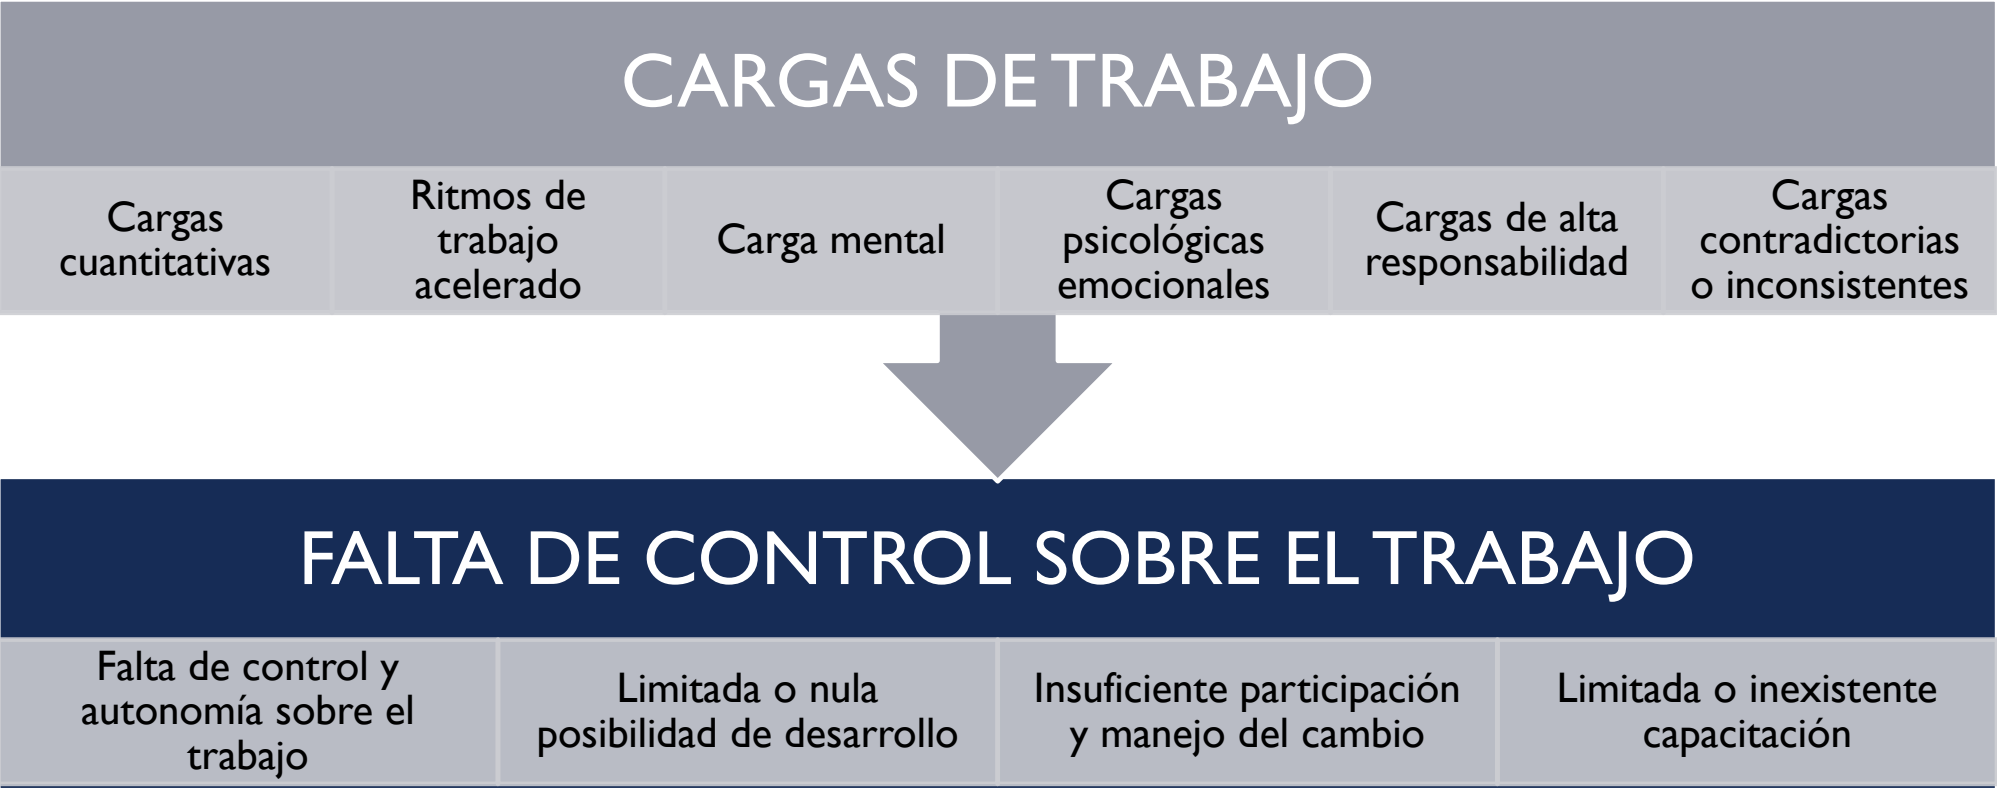 CARGAS DE TRABAJO
Cargas
cuantitativas
Ritmos de
trabajo
acelerado
Carga mental
Cargas
psicológicas
emocionales
Cargas de alta
responsabilidad
Cargas
contradictorias
o inconsistentes
FALTA DE CONTROL SOBRE EL TRABAJO
Falta de control y
autonomía sobre el
trabajo
Limitada o nula
posibilidad de desarrollo
Insuficiente participación
y manejo del cambio
Limitada o inexistente
capacitación